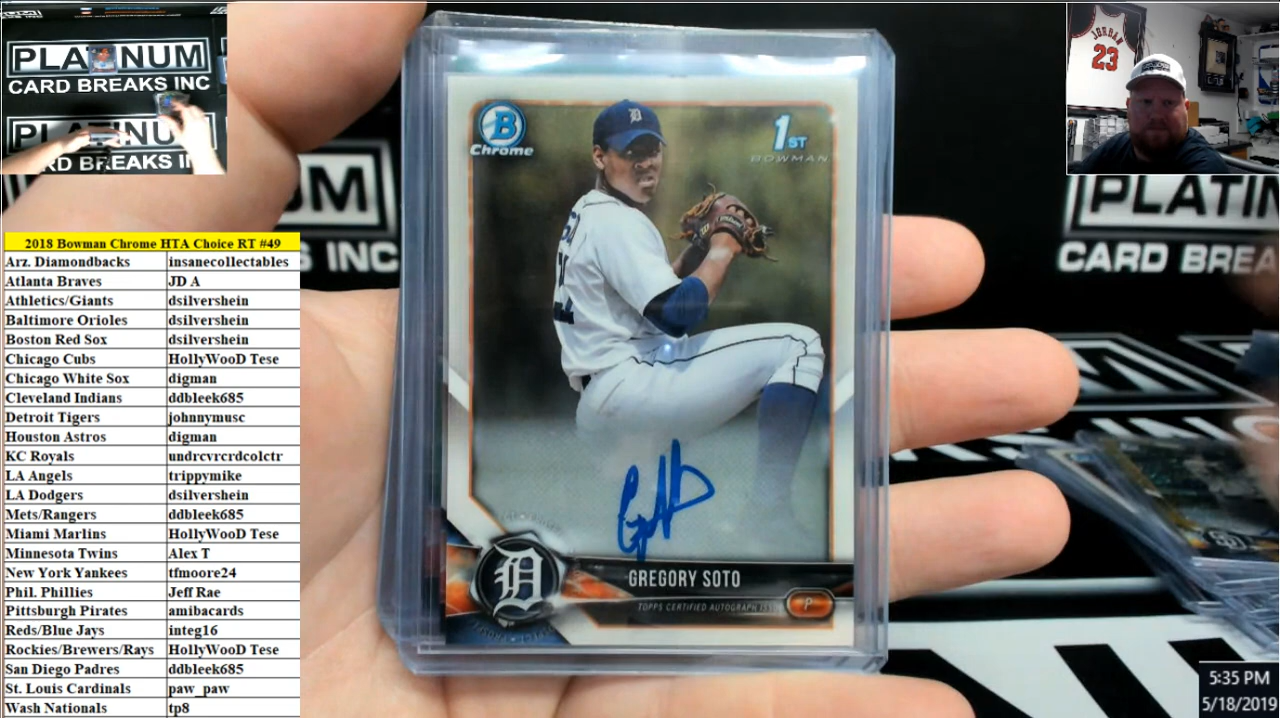 PLATINUM
CARD BREAKS INC
PLATINU
RD BREAKS IN
2018 Bowman Chrome HTA Choice RT #49
Arz. Diamondbacks insanecollectables
Atlanta Braves JD A
Athletics/Giants dsilvershein
Baltimore Orioles dsilvershein
Boston Red Sox dsilvershein
Chicago Cubs HollyWooD Tese
Chicago White Sox digman
Cleveland Indians ddbleek685
Detroit Tigers johnnymusc
Houston Astros digman
KC Royals undrcvrcrdcolctr
LA Angels trippymike
LA Dodgers dsilvershein
Mets/Rangers ddbleek685
Miami Marlins HollyWooD Tese
Minnesota Twins Alex T
New York Yankees tfmoore24
Phil. Phillies Jeff Rae
Pittsburgh Pirates amibacards
Reds/Blue Jays integ16
Rockies/Brewers/Rays HollyWooD Tese
San Diego Padres ddbleek685
St. Louis Cardinals paw_paw
Wash Nationals tp8
UM
INC
B
Chrome
1ST
BOWMAN
D
D
GREGORY SOTO
TOPPS CERTIFIED AUTOGRAPH ISSUE
P
JORDAN
23
PLATIN
CARD BREA
SD
5:35 PM
5/18/2019